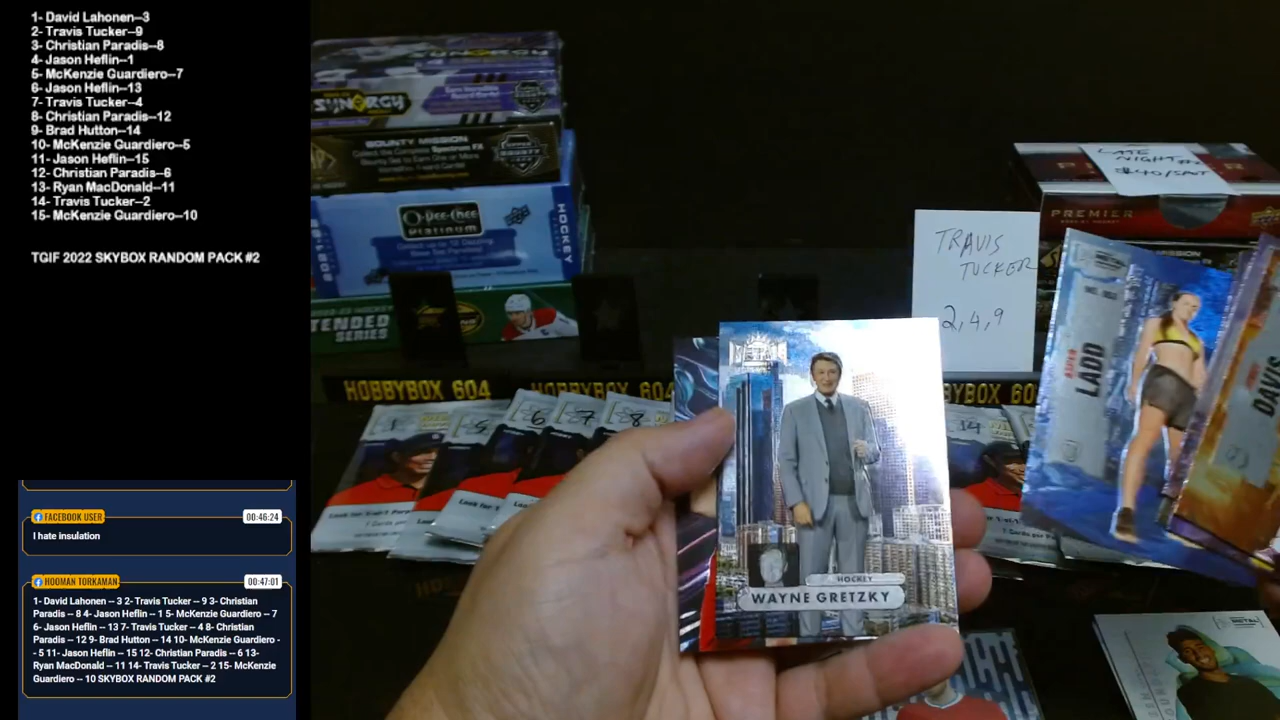 1- David Lahonen--3
2- Travis Tucker--9
3- Christian Paradis--8
4- Jason Heflin--1
5- McKenzie Guardiero--7
6- Jason Heflin--13
7- Travis Tucker--4
8- Christian Paradis--12
9- Brad Hutton--14
10- McKenzie Guardiero--5
11- Jason Heflin--15
12- Christian Paradis--6
13- Ryan MacDonald--11
14- Travis Tucker--2
15- McKenzie Guardiero--10
TGIF 2022 SKYBOX RANDOM PACK #2
FACEBOOK USER
00:46:24
I hate insulation
HOOMAN TORKAMAN
00:47:01
1- David Lahonen -- 3 2- Travis Tucker -- 9 3- Christian
Paradis -- 8 4- Jason Heflin -- 1 5- McKenzie Guardiero -- 7
6- Jason Heflin -- 13 7- Travis Tucker -- 4 8- Christian
Paradis -- 12 9- Brad Hutton -- 14 10- McKenzie Guardiero -
- 5 11- Jason Heflin -- 15 12- Christian Paradis -- 6 13-
Ryan MacDonald -- 11 14- Travis Tucker -- 2 15- McKenzie
Guardiero -- 10 SKYBOX RANDOM PACK #2
SYNERGY
BOUNTY MISSION
O-Pee-Chee
Platinum
HOCKEY
TENDED
SERIES
LATE
NIGHT
$40/SPOT
PREMIER
TRAVIS
TUCKER
2,4,9
HOBBYBOX 604
HOBBYBOX 604
HOBBYBOX 60
1
5
6
7
8
14
LADD
DAVIS
METAL
HOCKEY
WAYNE GRETZKY